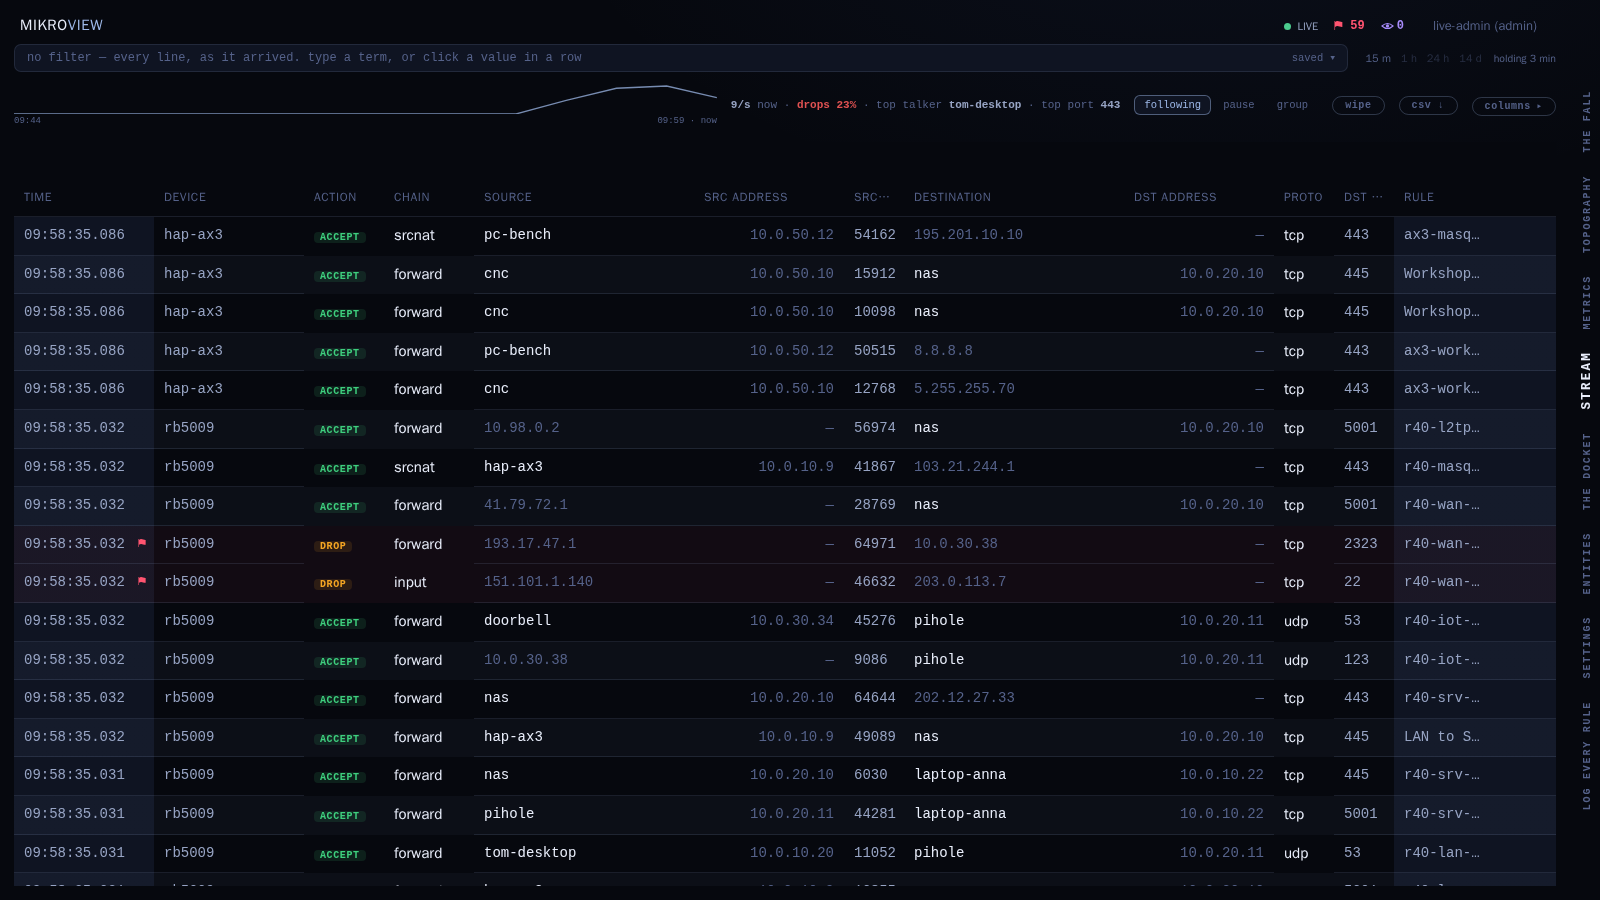 MIKROVIEW
LIVE 59 0 live-admin (admin)
no filter — every line, as it arrived. type a term, or click a value in a row saved ▾ 15 m 1 h 24 h 14 d holding 3 min
9/s now · drops 23% · top talker tom-desktop · top port 443 following pause group wipe csv ↓ columns ▸
09:44 09:59 · now
TIME DEVICE ACTION CHAIN SOURCE SRC ADDRESS SRC… DESTINATION DST ADDRESS PROTO DST … RULE
09:58:35.086 hap-ax3 ACCEPT srcnat pc-bench 10.0.50.12 54162 195.201.10.10 — tcp 443 ax3-masq…
09:58:35.086 hap-ax3 ACCEPT forward cnc 10.0.50.10 15912 nas 10.0.20.10 tcp 445 Workshop…
09:58:35.086 hap-ax3 ACCEPT forward cnc 10.0.50.10 10098 nas 10.0.20.10 tcp 445 Workshop…
09:58:35.086 hap-ax3 ACCEPT forward pc-bench 10.0.50.12 50515 8.8.8.8 — tcp 443 ax3-work…
09:58:35.086 hap-ax3 ACCEPT forward cnc 10.0.50.10 12768 5.255.255.70 — tcp 443 ax3-work…
09:58:35.032 rb5009 ACCEPT forward 10.98.0.2 — 56974 nas 10.0.20.10 tcp 5001 r40-l2tp…
09:58:35.032 rb5009 ACCEPT srcnat hap-ax3 10.0.10.9 41867 103.21.244.1 — tcp 443 r40-masq…
09:58:35.032 rb5009 ACCEPT forward 41.79.72.1 — 28769 nas 10.0.20.10 tcp 5001 r40-wan-…
09:58:35.032 rb5009 DROP forward 193.17.47.1 — 64971 10.0.30.38 — tcp 2323 r40-wan-…
09:58:35.032 rb5009 DROP input 151.101.1.140 — 46632 203.0.113.7 — tcp 22 r40-wan-…
09:58:35.032 rb5009 ACCEPT forward doorbell 10.0.30.34 45276 pihole 10.0.20.11 udp 53 r40-iot-…
09:58:35.032 rb5009 ACCEPT forward 10.0.30.38 — 9086 pihole 10.0.20.11 udp 123 r40-iot-…
09:58:35.032 rb5009 ACCEPT forward nas 10.0.20.10 64644 202.12.27.33 — tcp 443 r40-srv-…
09:58:35.032 rb5009 ACCEPT forward hap-ax3 10.0.10.9 49089 nas 10.0.20.10 tcp 445 LAN to S…
09:58:35.031 rb5009 ACCEPT forward nas 10.0.20.10 6030 laptop-anna 10.0.10.22 tcp 445 r40-srv-…
09:58:35.031 rb5009 ACCEPT forward pihole 10.0.20.11 44281 laptop-anna 10.0.10.22 tcp 5001 r40-srv-…
09:58:35.031 rb5009 ACCEPT forward tom-desktop 10.0.10.20 11052 pihole 10.0.20.11 udp 53 r40-lan-…
THE FALL
TOPOGRAPHY
METRICS
STREAM
THE DOCKET
ENTITIES
SETTINGS
LOG EVERY RULE